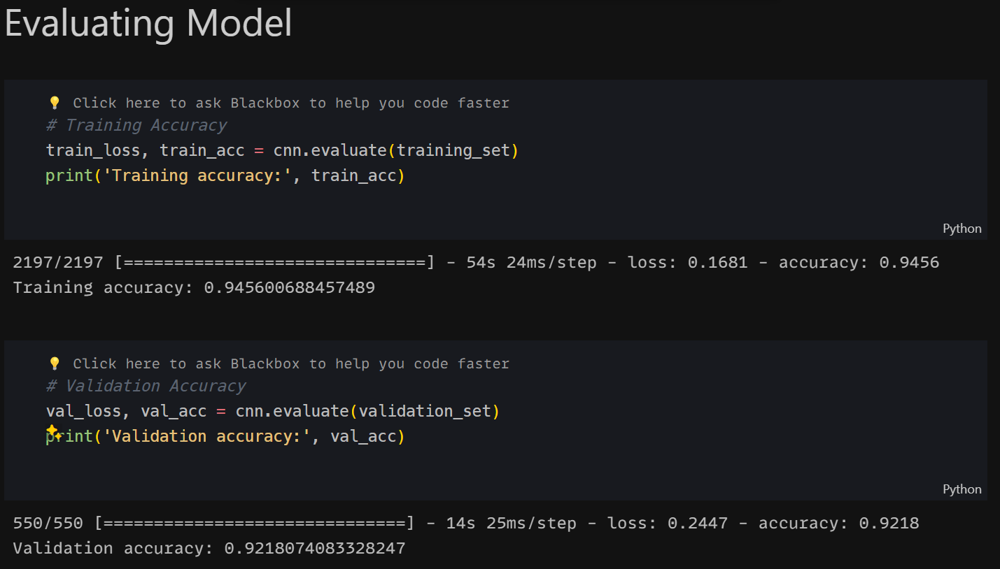 Evaluating Model
💡 Click here to ask Blackbox to help you code faster
# Training Accuracy
train_loss, train_acc = cnn.evaluate(training_set)
print('Training accuracy:', train_acc)
Python
2197/2197 [==============================] - 54s 24ms/step - loss: 0.1681 - accuracy: 0.9456
Training accuracy: 0.945600688457489
💡 Click here to ask Blackbox to help you code faster
# Validation Accuracy
val_loss, val_acc = cnn.evaluate(validation_set)
print('Validation accuracy:', val_acc)
Python
550/550 [==============================] - 14s 25ms/step - loss: 0.2447 - accuracy: 0.9218
Validation accuracy: 0.9218074083328247